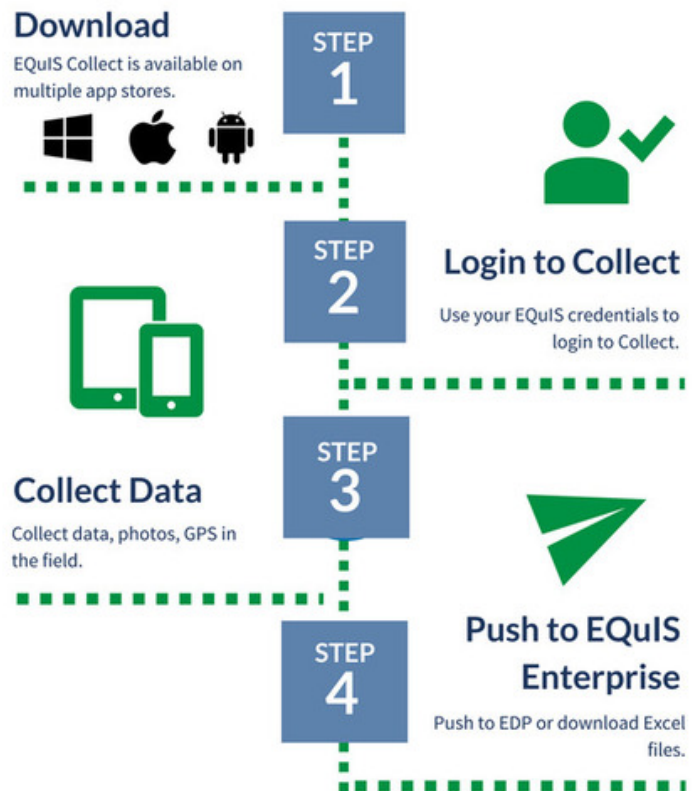 Download
EQuIS Collect is available on
multiple app stores.
STEP
1
STEP
2
Login to Collect
Use your EQuIS credentials to
login to Collect.
STEP
3
Collect Data
Collect data, photos, GPS in
the field.
STEP
4
Push to EQuIS
Enterprise
Push to EDP or download Excel
files.